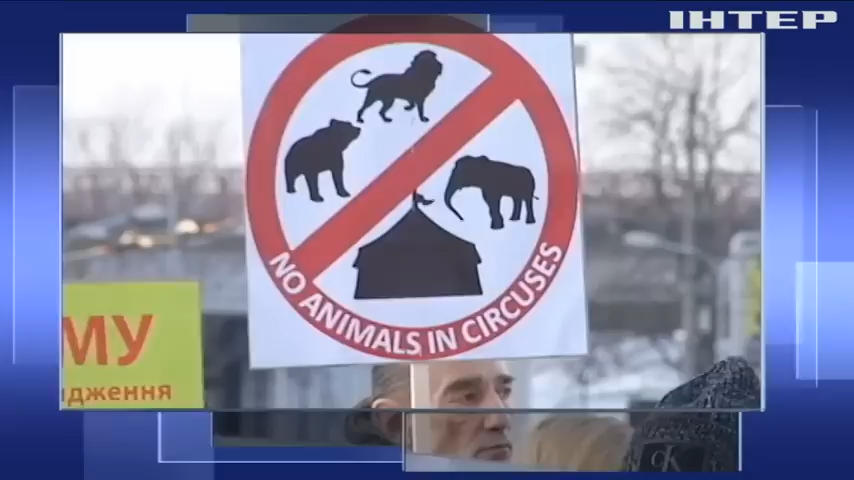 ІНТЕР
NO ANIMALS IN CIRCUSES
МУ
дження